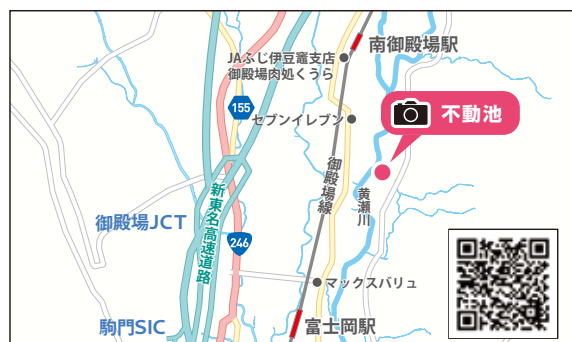 南御殿場駅
JAふじ伊豆竈支店
御殿場肉処くうら
155
セブンイレブン
不動池
御殿場線
黄瀬川
新東名高速道路
御殿場JCT
246
マックスバリュ
駒門SIC
富士岡駅